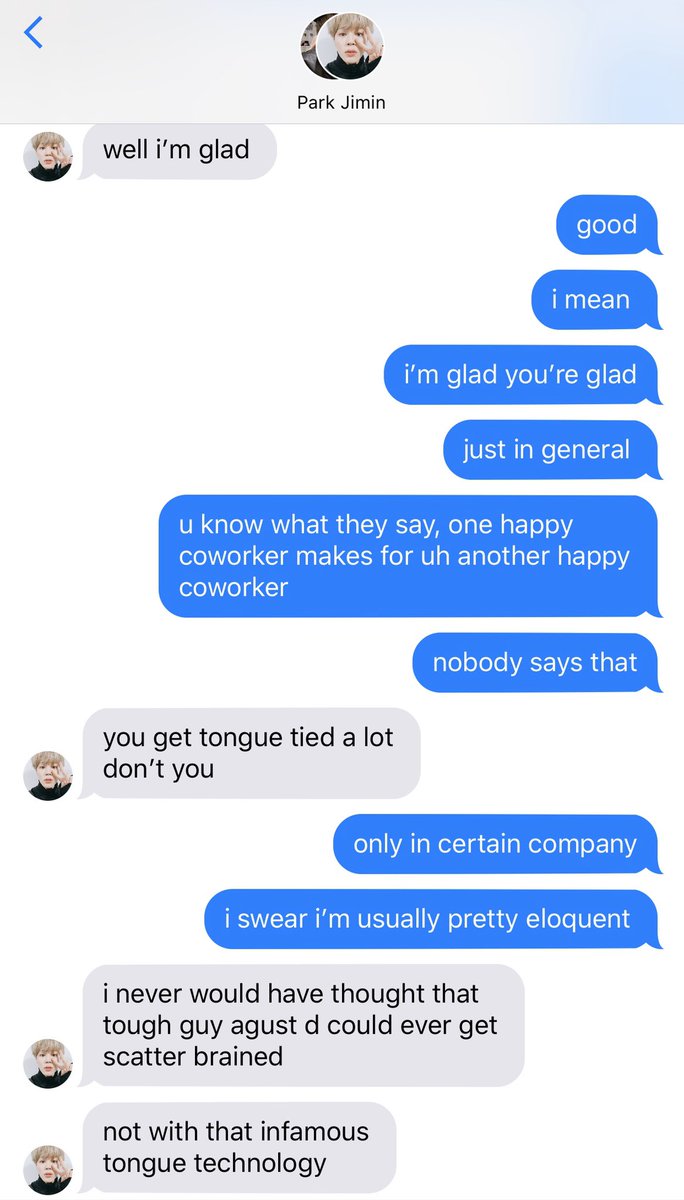 Park Jimin
well i’m glad
good
i mean
i’m glad you’re glad
just in general
u know what they say, one happy
coworker makes for uh another happy
coworker
nobody says that
you get tongue tied a lot
don’t you
only in certain company
i swear i’m usually pretty eloquent
i never would have thought that
tough guy agust d could ever get
scatter brained
not with that infamous
tongue technology